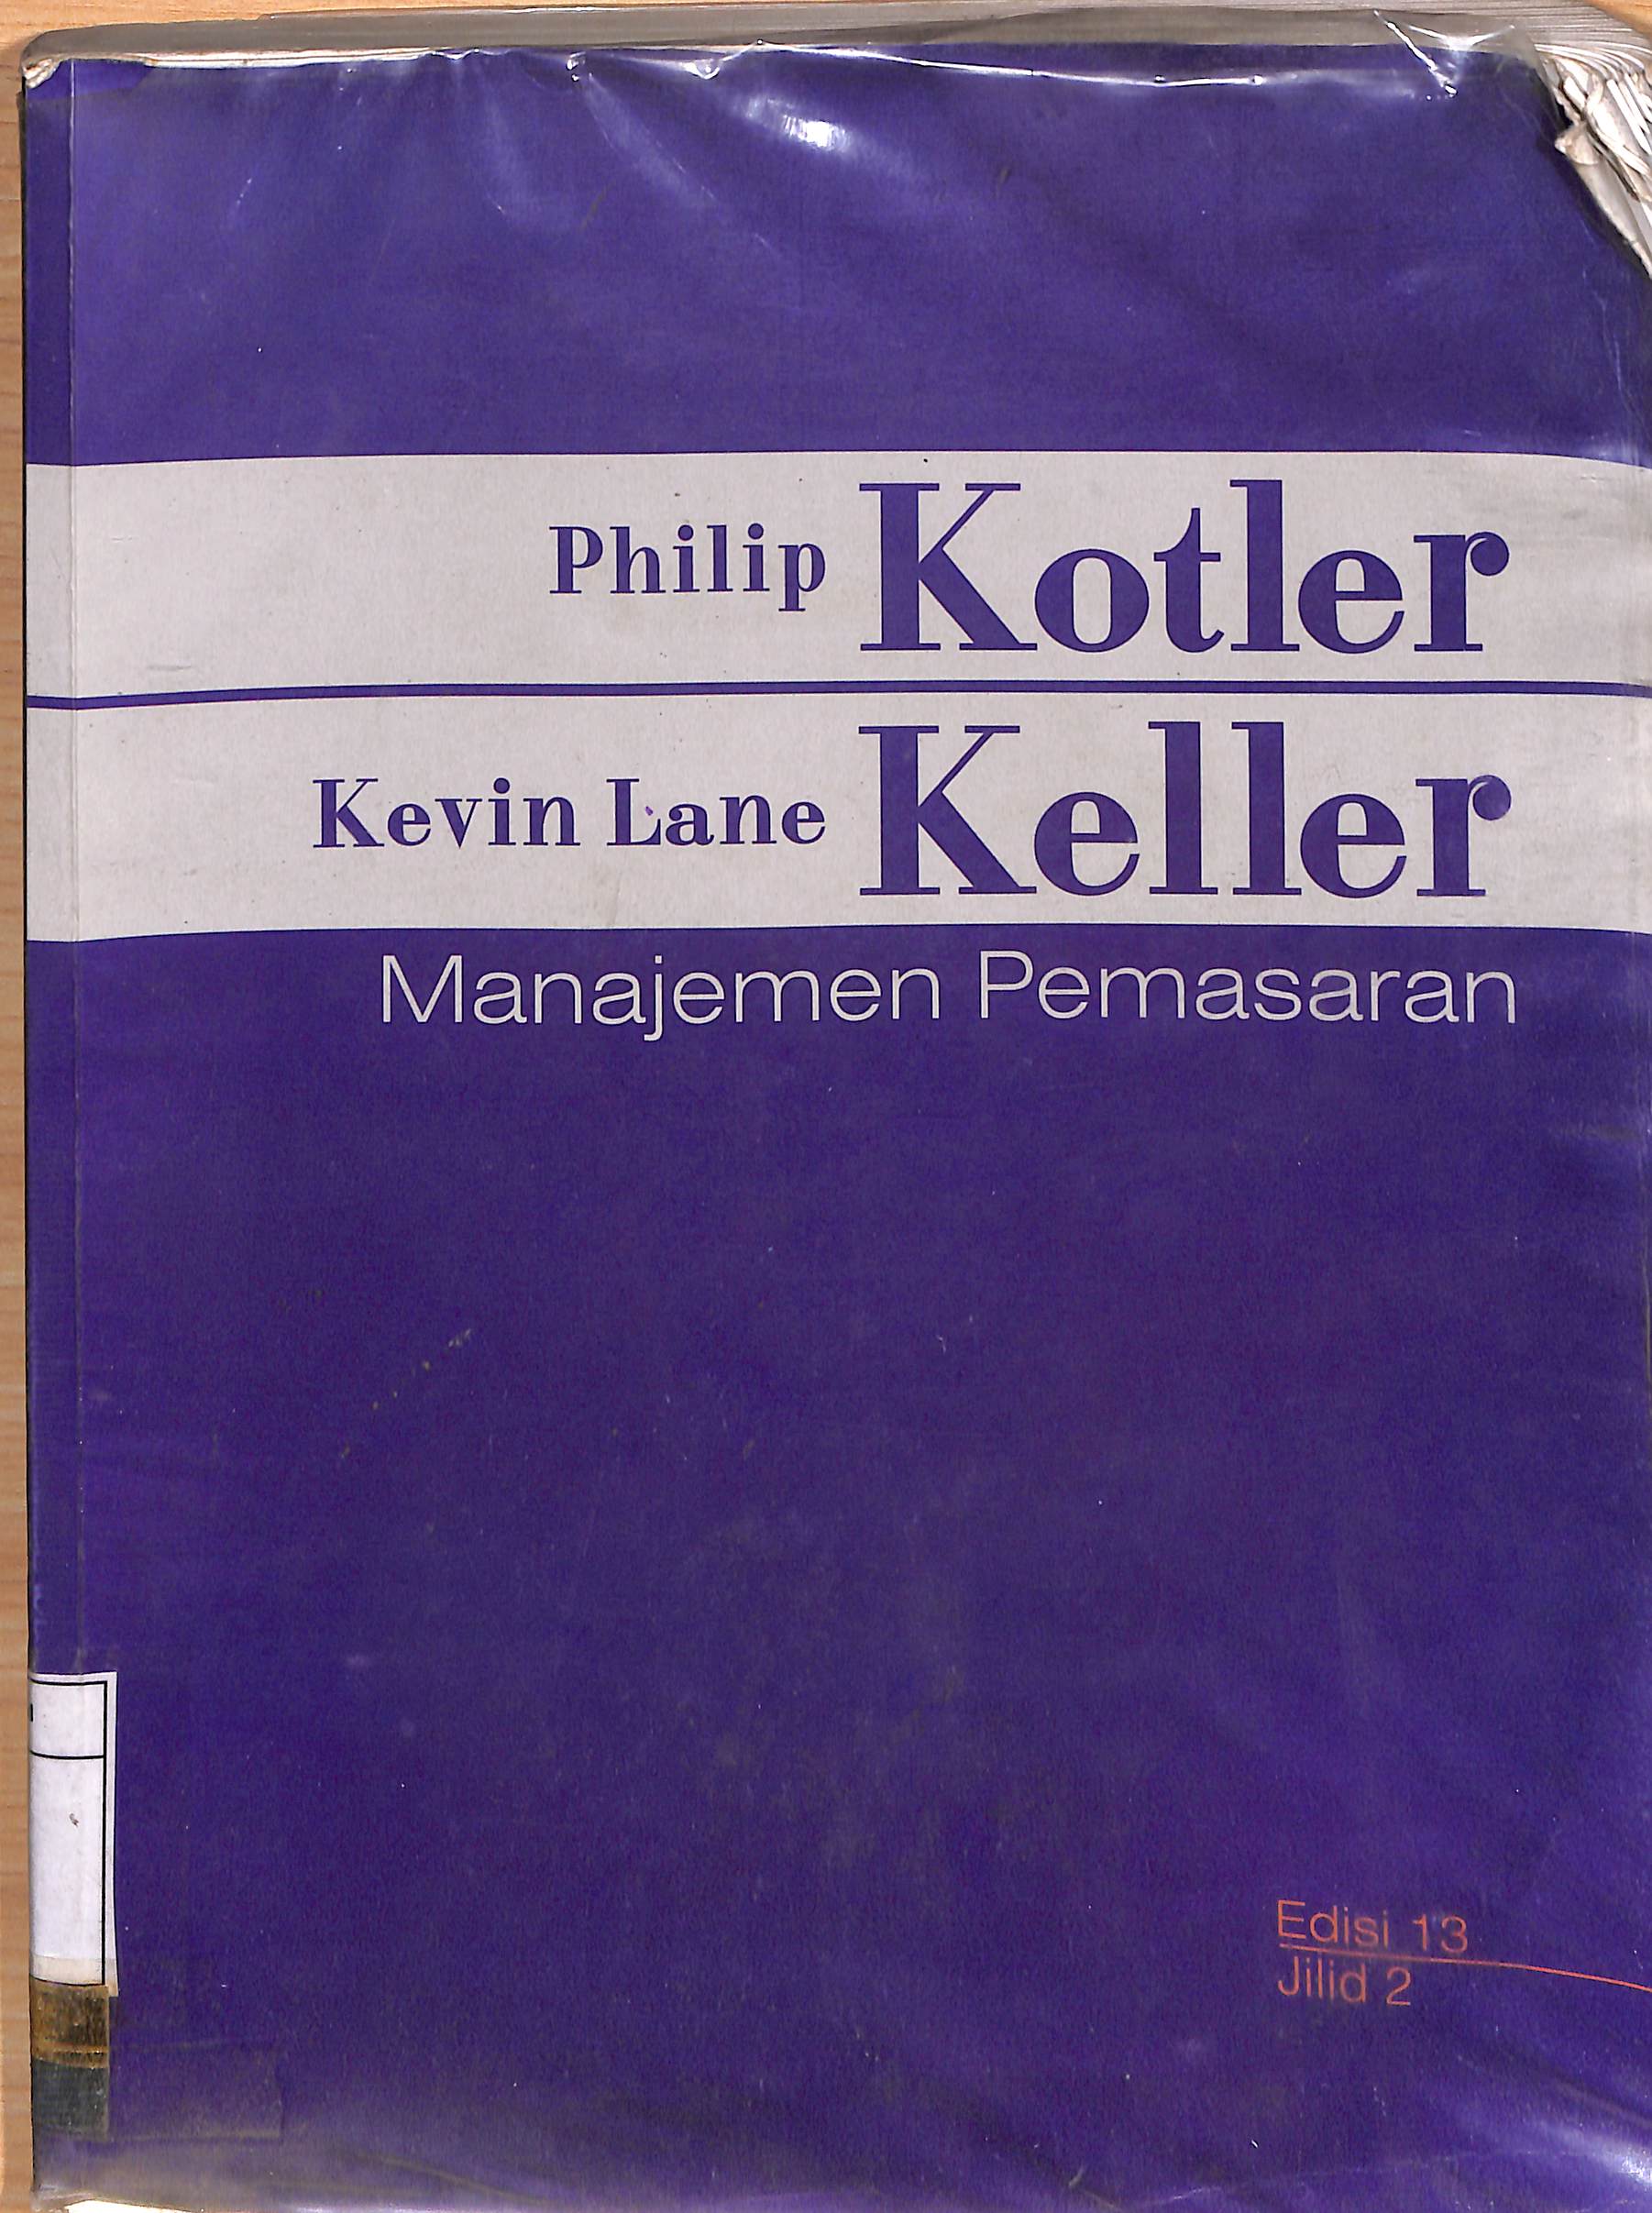 Philip Kotler
Kevin Lane Keller
Manajemen Pemasaran
Edisi 13
Jilid 2